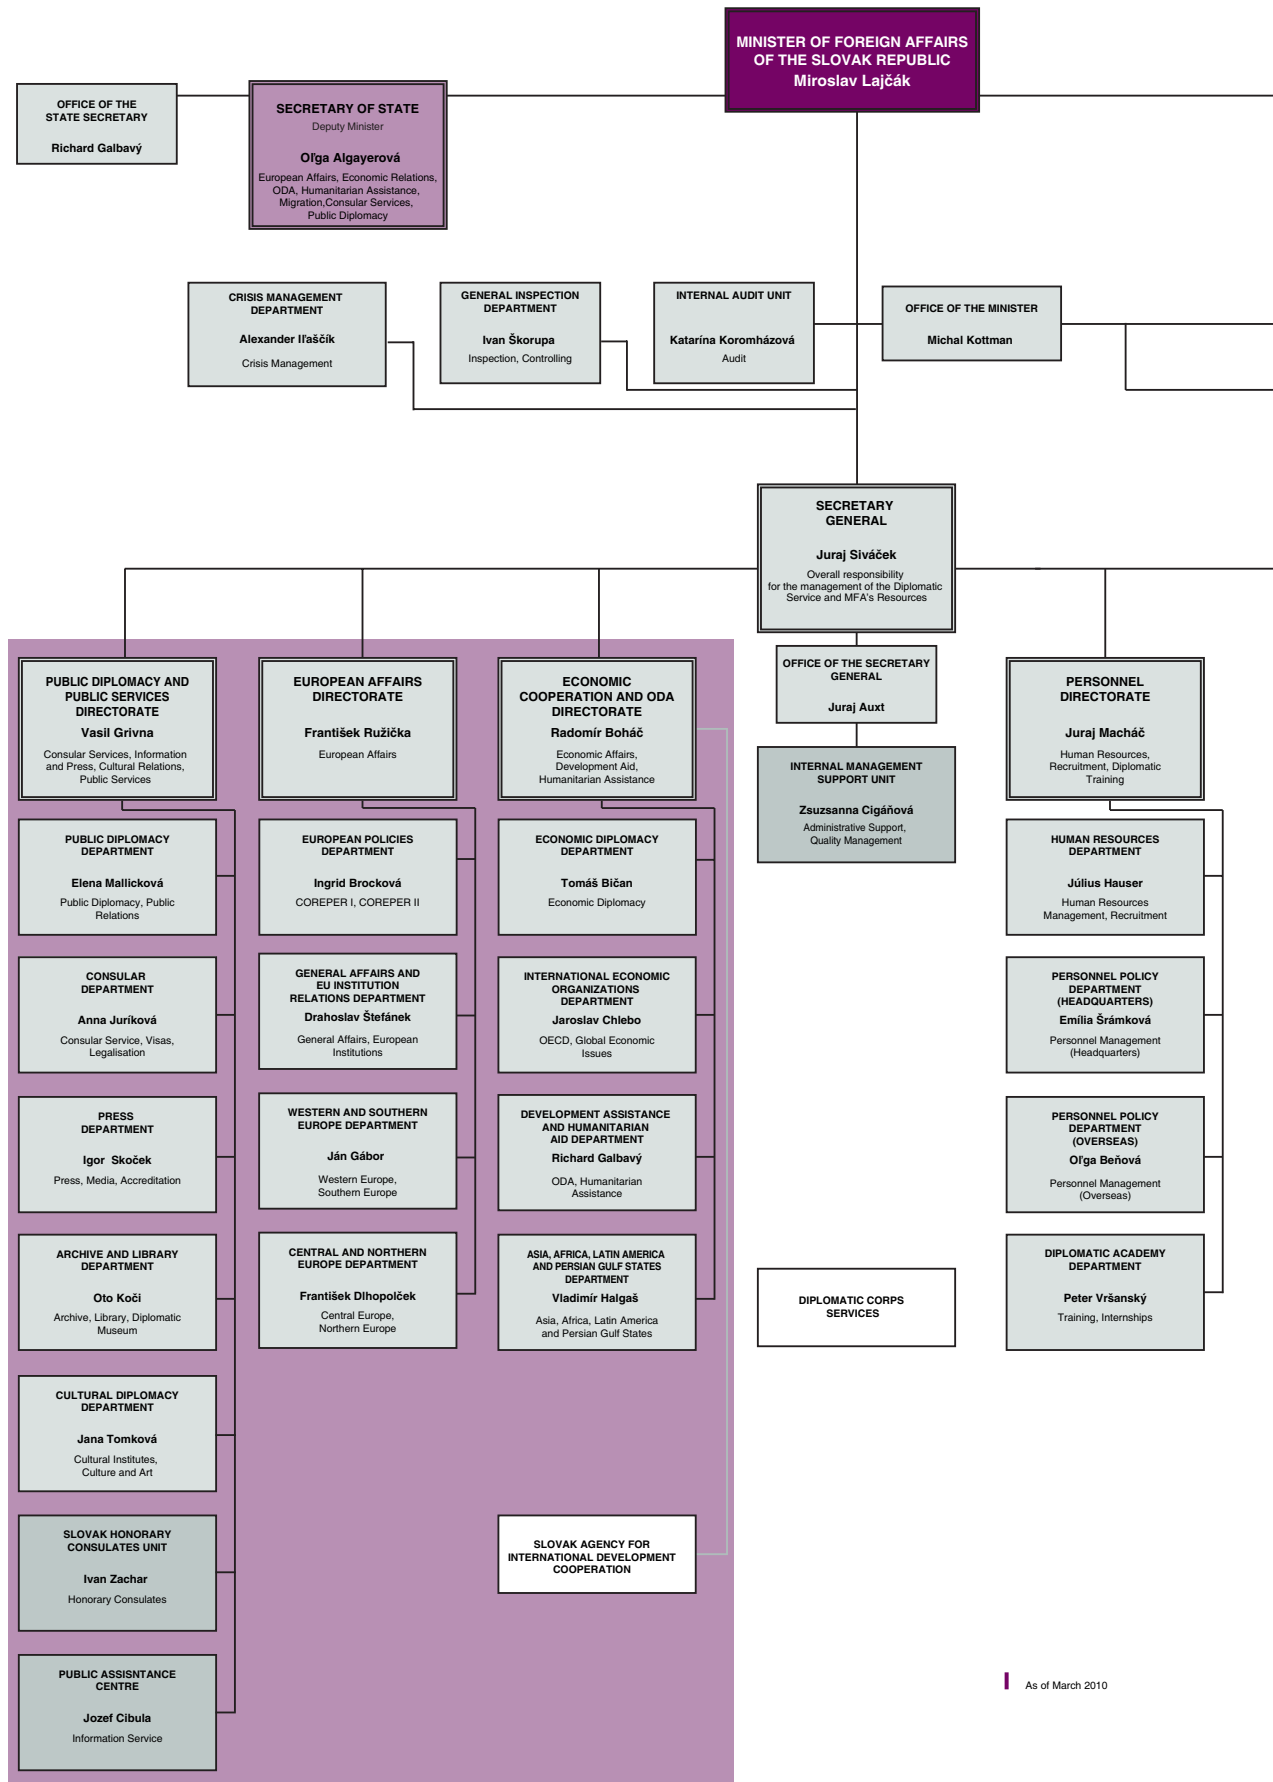 MINISTER OF FOREIGN AFFAIRS
OF THE SLOVAK REPUBLIC
Miroslav Lajčák
OFFICE OF THE
STATE SECRETARY
Richard Galbavý
SECRETARY OF STATE
Deputy Minister
Oľga Algayerová
European Affairs, Economic Relations,
ODA, Humanitarian Assistance,
Migration,Consular Services,
Public Diplomacy
CRISIS MANAGEMENT
DEPARTMENT
Alexander Iľaščík
Crisis Management
GENERAL INSPECTION
DEPARTMENT
Ivan Škorupa
Inspection, Controlling
INTERNAL AUDIT UNIT
Katarína Koromházová
Audit
OFFICE OF THE MINISTER
Michal Kottman
SECRETARY
GENERAL
Juraj Siváček
Overall responsibility
for the management of the Diplomatic
Service and MFA's Resources
OFFICE OF THE SECRETARY
GENERAL
Juraj Auxt
INTERNAL MANAGEMENT
SUPPORT UNIT
Zsuzsanna Cigáňová
Administrative Support,
Quality Management
PUBLIC DIPLOMACY AND
PUBLIC SERVICES
DIRECTORATE
Vasil Grivna
Consular Services, Information
and Press, Cultural Relations,
Public Services
PUBLIC DIPLOMACY
DEPARTMENT
Elena Mallicková
Public Diplomacy, Public
Relations
CONSULAR
DEPARTMENT
Anna Juríková
Consular Service, Visas,
Legalisation
PRESS
DEPARTMENT
Igor Skoček
Press, Media, Accreditation
ARCHIVE AND LIBRARY
DEPARTMENT
Oto Koči
Archive, Library, Diplomatic
Museum
CULTURAL DIPLOMACY
DEPARTMENT
Jana Tomková
Cultural Institutes,
Culture and Art
SLOVAK HONORARY
CONSULATES UNIT
Ivan Zachar
Honorary Consulates
PUBLIC ASSISNTANCE
CENTRE
Jozef Cibula
Information Service
EUROPEAN AFFAIRS
DIRECTORATE
František Ružička
European Affairs
EUROPEAN POLICIES
DEPARTMENT
Ingrid Brocková
COREPER I, COREPER II
GENERAL AFFAIRS AND
EU INSTITUTION
RELATIONS DEPARTMENT
Drahoslav Štefánek
General Affairs, European
Institutions
WESTERN AND SOUTHERN
EUROPE DEPARTMENT
Ján Gábor
Western Europe,
Southern Europe
CENTRAL AND NORTHERN
EUROPE DEPARTMENT
František Dlhopolček
Central Europe,
Northern Europe
ECONOMIC
COOPERATION AND ODA
DIRECTORATE
Radomír Boháč
Economic Affairs,
Development Aid,
Humanitarian Assistance
ECONOMIC DIPLOMACY
DEPARTMENT
Tomáš Bičan
Economic Diplomacy
INTERNATIONAL ECONOMIC
ORGANIZATIONS
DEPARTMENT
Jaroslav Chlebo
OECD, Global Economic
Issues
DEVELOPMENT ASSISTANCE
AND HUMANITARIAN
AID DEPARTMENT
Richard Galbavý
ODA, Humanitarian
Assistance
ASIA, AFRICA, LATIN AMERICA
AND PERSIAN GULF STATES
DEPARTMENT
Vladimír Halgaš
Asia, Africa, Latin America
and Persian Gulf States
SLOVAK AGENCY FOR
INTERNATIONAL DEVELOPMENT
COOPERATION
DIPLOMATIC CORPS
SERVICES
PERSONNEL
DIRECTORATE
Juraj Macháč
Human Resources,
Recruitment, Diplomatic
Training
HUMAN RESOURCES
DEPARTMENT
Július Hauser
Human Resources
Management, Recruitment
PERSONNEL POLICY
DEPARTMENT
(HEADQUARTERS)
Emília Šrámková
Personnel Management
(Headquarters)
PERSONNEL POLICY
DEPARTMENT
(OVERSEAS)
Oľga Beňová
Personnel Management
(Overseas)
DIPLOMATIC ACADEMY
DEPARTMENT
Peter Vršanský
Training, Internships
As of March 2010